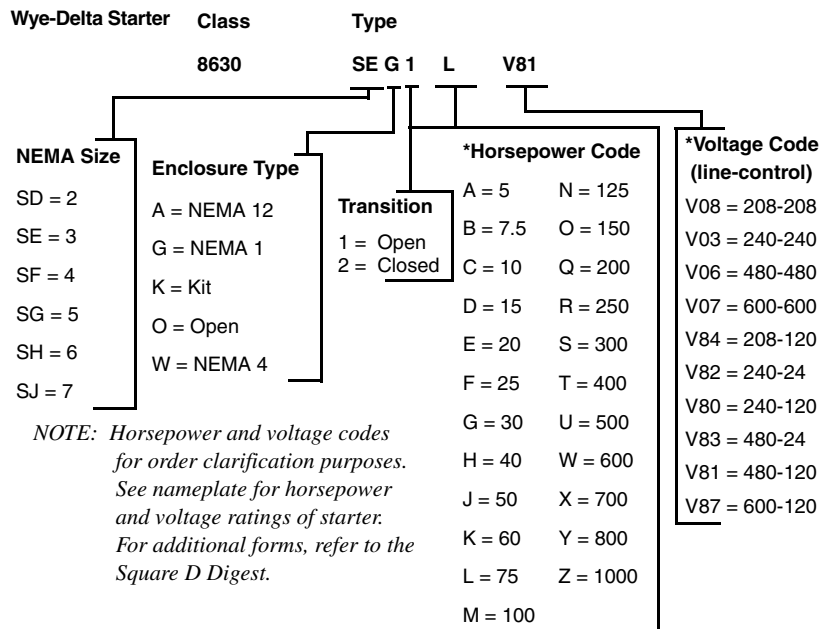 Wye-Delta Starter Class Type
8630 SE G 1 L V81
NEMA Size
SD = 2
SE = 3
SF = 4
SG = 5
SH = 6
SJ = 7
Enclosure Type
A = NEMA 12
G = NEMA 1
K = Kit
O = Open
W = NEMA 4
Transition
1 = Open
2 = Closed
*Horsepower Code
A = 5 N = 125
B = 7.5 O = 150
C = 10 Q = 200
D = 15 R = 250
E = 20 S = 300
F = 25 T = 400
G = 30 U = 500
H = 40 W = 600
J = 50 X = 700
K = 60 Y = 800
L = 75 Z = 1000
M = 100
*Voltage Code
(line-control)
V08 = 208-208
V03 = 240-240
V06 = 480-480
V07 = 600-600
V84 = 208-120
V82 = 240-24
V80 = 240-120
V83 = 480-24
V81 = 480-120
V87 = 600-120
NOTE: Horsepower and voltage codes
for order clarification purposes.
See nameplate for horsepower
and voltage ratings of starter.
For additional forms, refer to the
Square D Digest.